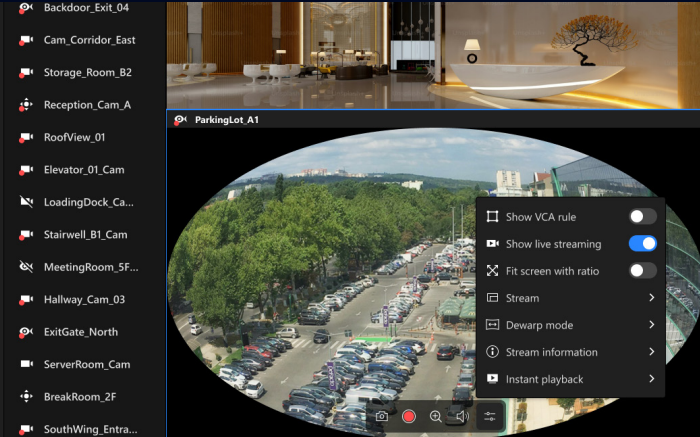 Backdoor_Exit_04
Cam_Corridor_East
Storage_Room_B2
Reception_Cam_A
RoofView_01
Elevator_01_Cam
LoadingDock_Ca...
Stairwell_B1_Cam
MeetingRoom_5F...
Hallway_Cam_03
ExitGate_North
ServerRoom_Cam
BreakRoom_2F
SouthWing_Entra...
ParkingLot_A1
Show VCA rule
Show live streaming
Fit screen with ratio
Stream
Dewarp mode
Stream information
Instant playback